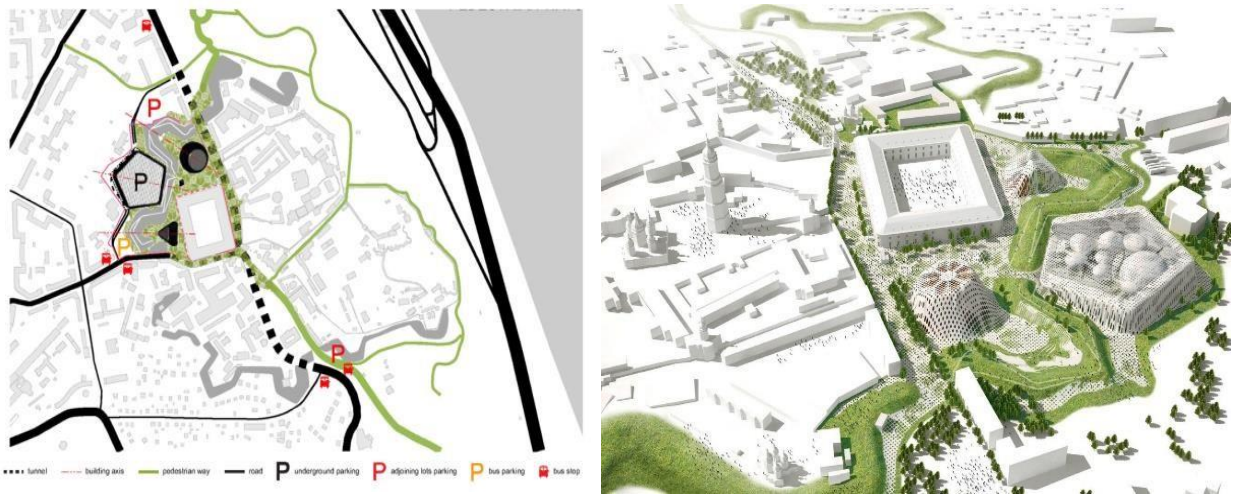 P
P
P
P
tunnel
building axis
pedestrian way
road
P underground parking
P adjoining lots parking
P bus parking
bus stop